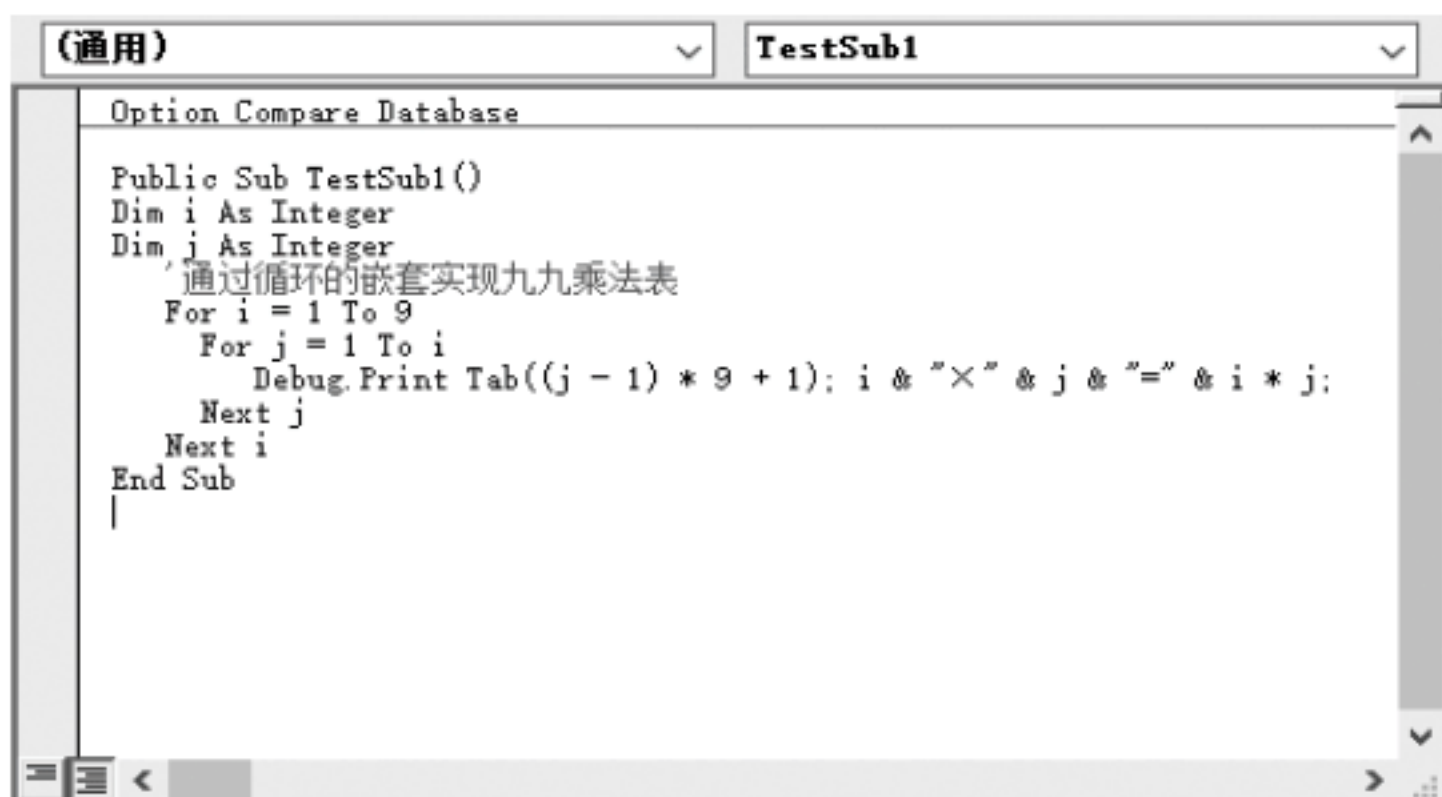 (通用)
TestSub1
Option Compare Database
Public Sub TestSub1()
Dim i As Integer
Dim j As Integer
'通过循环的嵌套实现九九乘法表
For i = 1 To 9
For j = 1 To i
Debug.Print Tab((j - 1) * 9 + 1); i & "×" & j & "=" & i * j;
Next j
Next i
End Sub